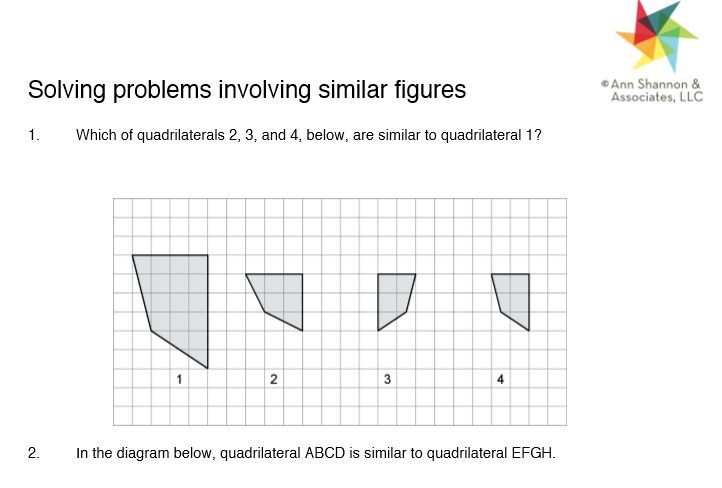 © Ann Shannon &
Associates, LLC
Solving problems involving similar figures
1. Which of quadrilaterals 2, 3, and 4, below, are similar to quadrilateral 1?
1 2 3 4
2. In the diagram below, quadrilateral ABCD is similar to quadrilateral EFGH.